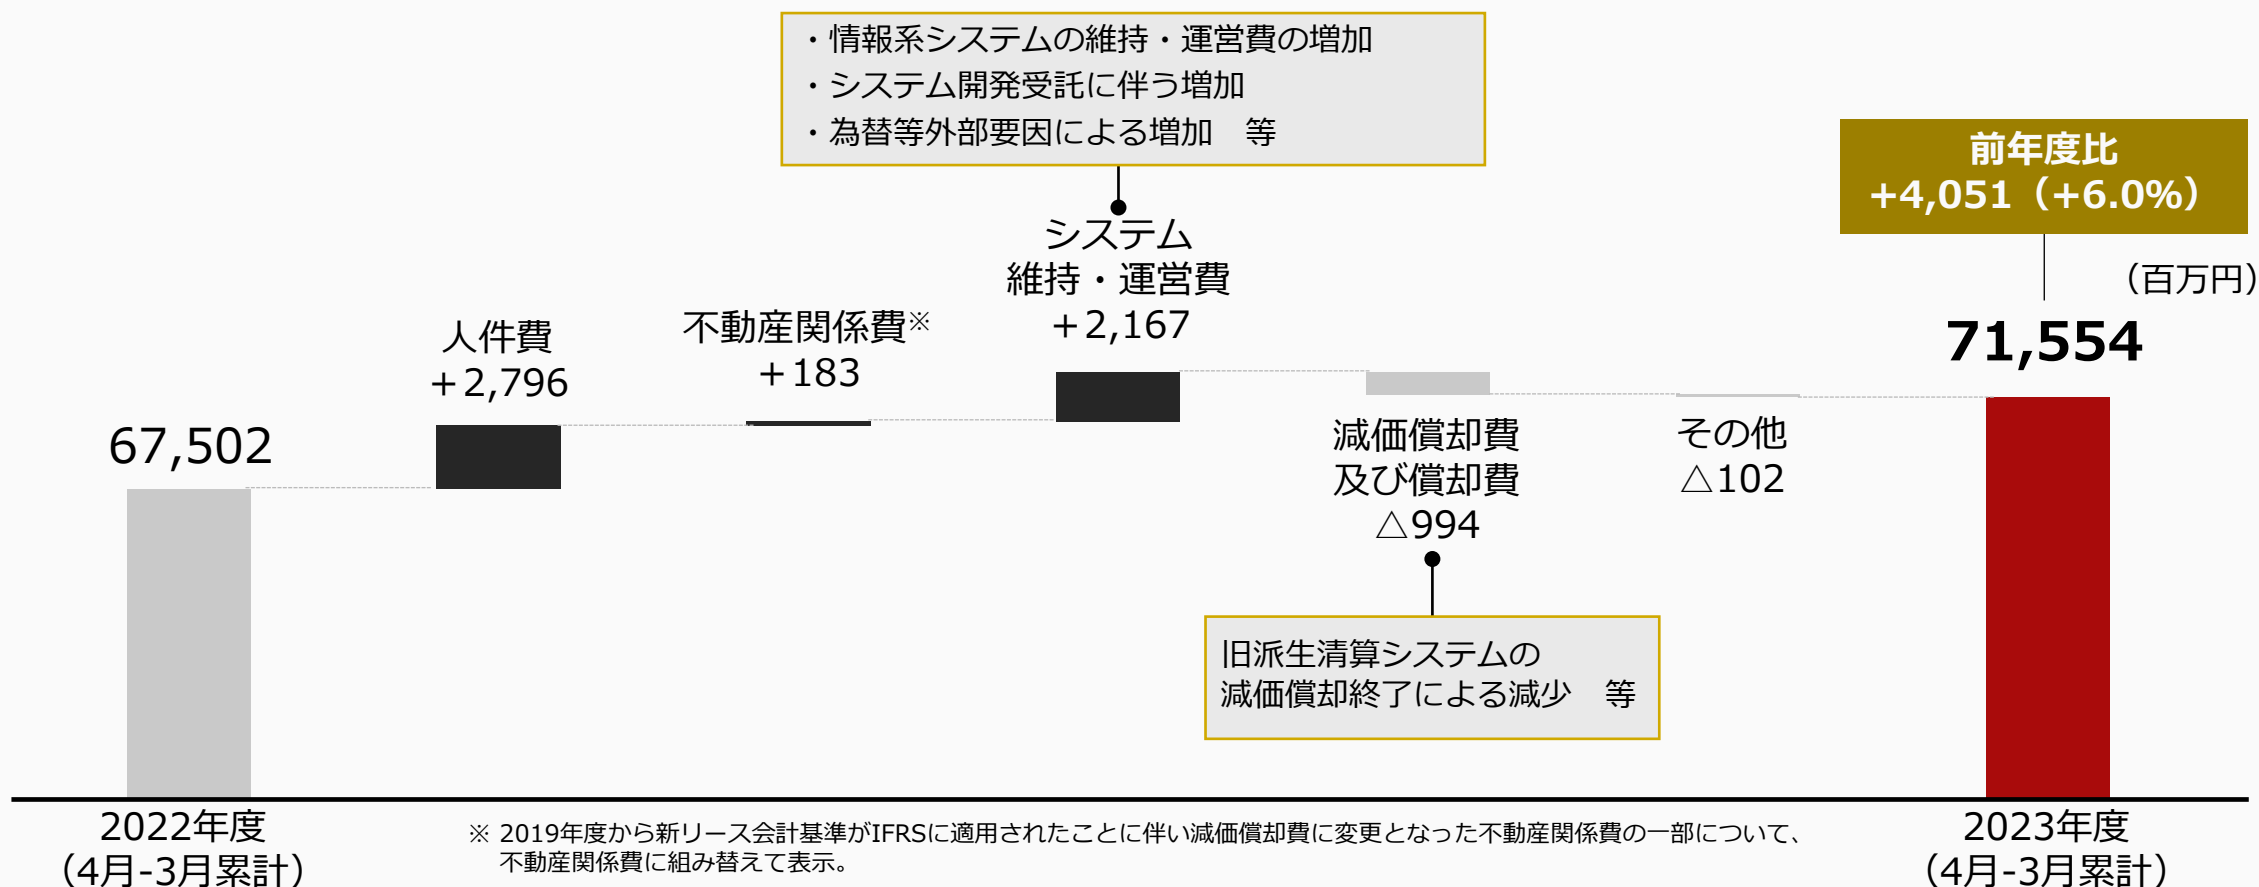 ・情報系システムの維持・運営費の増加
・システム開発受託に伴う増加
・為替等外部要因による増加　等
前年度比
+4,051（+6.0%）
（百万円）
システム
維持・運営費
＋2,167
人件費
＋2,796
不動産関係費※
＋183
71,554
67,502
減価償却費
及び償却費
△994
その他
△102
旧派生清算システムの
減価償却終了による減少　等
2022年度
（4月-3月累計）
※ 2019年度から新リース会計基準がIFRSに適用されたことに伴い減価償却費に変更となった不動産関係費の一部について、
不動産関係費に組み替えて表示。
2023年度
（4月-3月累計）